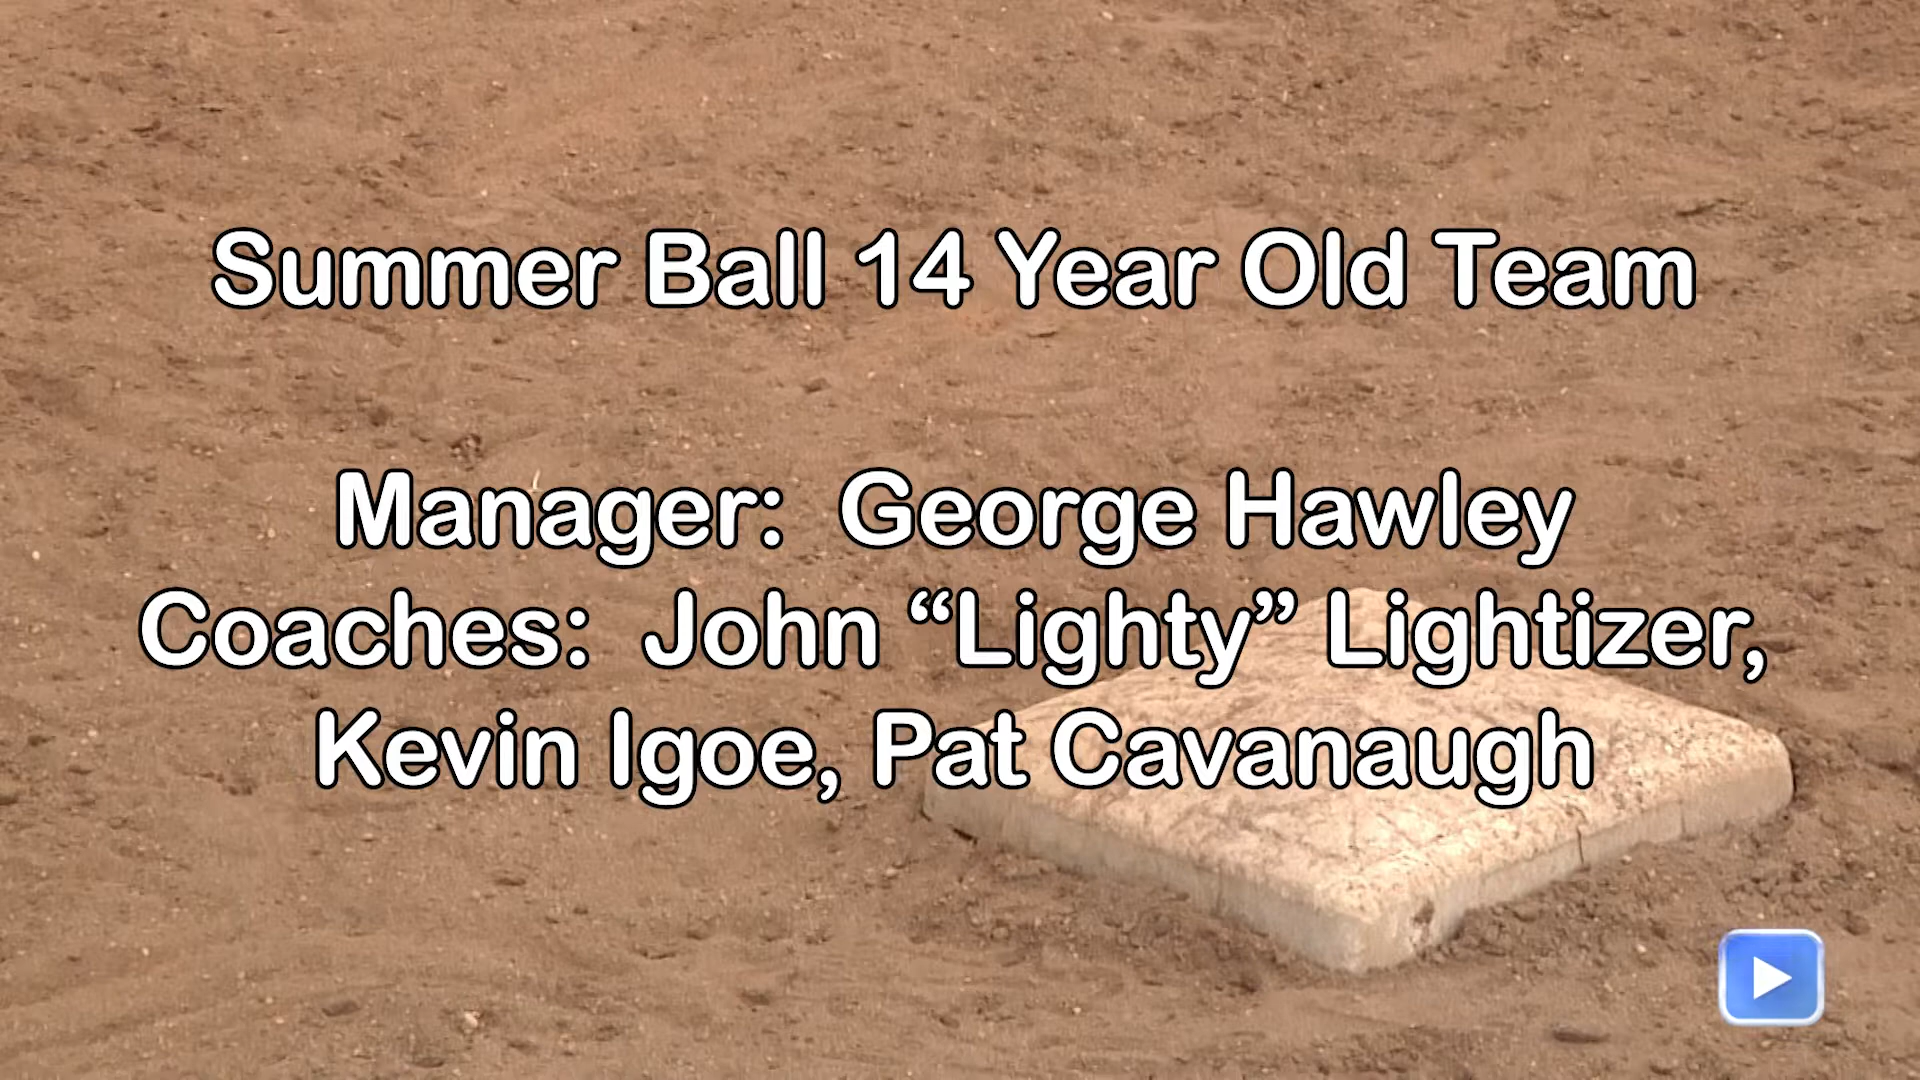 Summer Ball 14 Year Old Team
Manager:  George Hawley
Coaches:  John “Lighty” Lightizer,
Kevin Igoe, Pat Cavanaugh